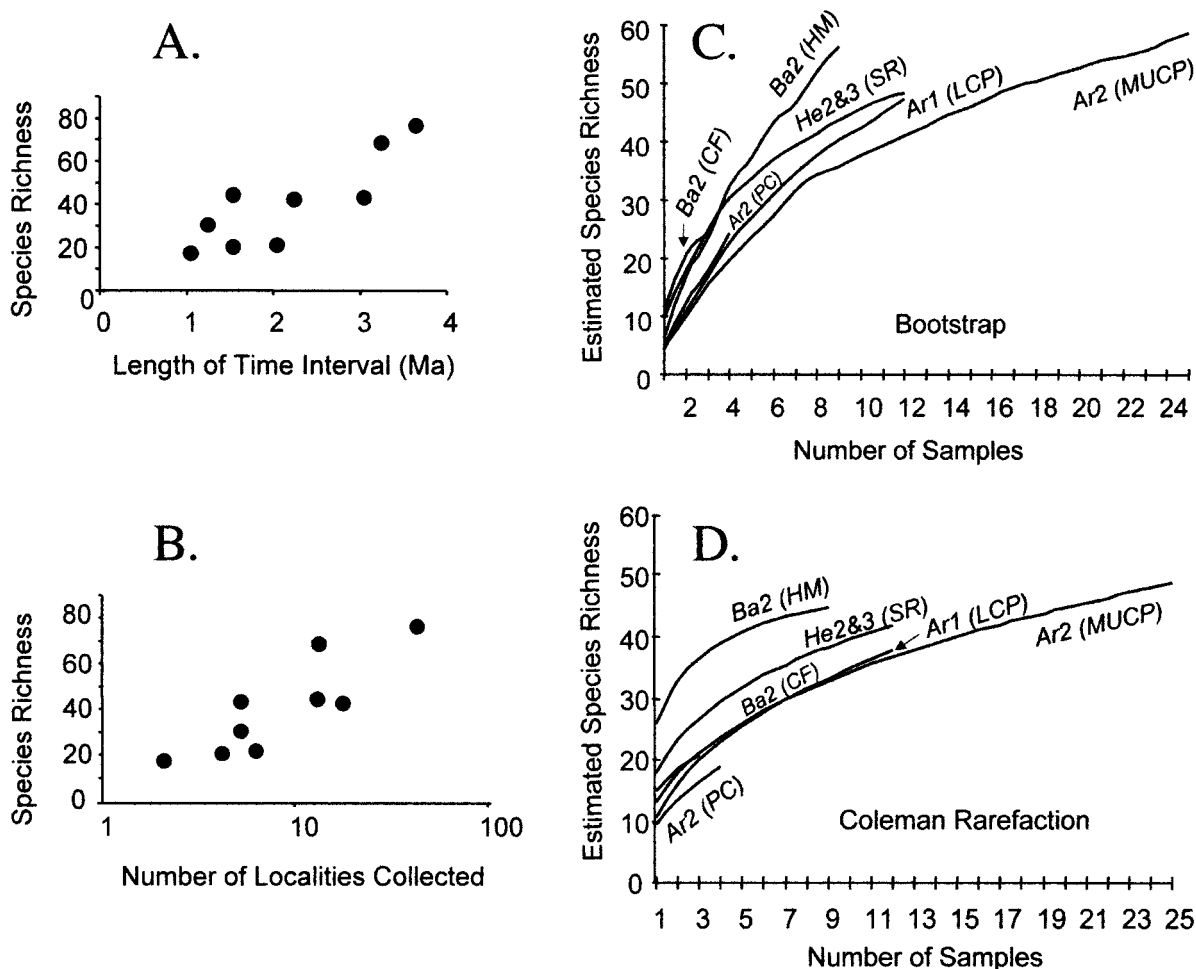 A.
Species Richness
80
60
40
20
0
0 1 2 3 4
Length of Time Interval (Ma)
B.
Species Richness
80
60
40
20
0
1 10 100
Number of Localities Collected
C.
Estimated Species Richness
60
50
40
30
20
10
0
Ba2 (CF)
Ba2 (HM)
He2&3 (SR)
Ar1 (LCP)
Ar2 (PC)
Ar2 (MUCP)
Bootstrap
2 4 6 8 10 12 14 16 18 20 22 24
Number of Samples
D.
Estimated Species Richness
60
50
40
30
20
10
0
Ba2 (HM)
He2&3 (SR)
Ar1 (LCP)
Ba2 (CF)
Ar2 (MUCP)
Ar2 (PC)
Coleman Rarefaction
1 3 5 7 9 11 13 15 17 19 21 23 25
Number of Samples